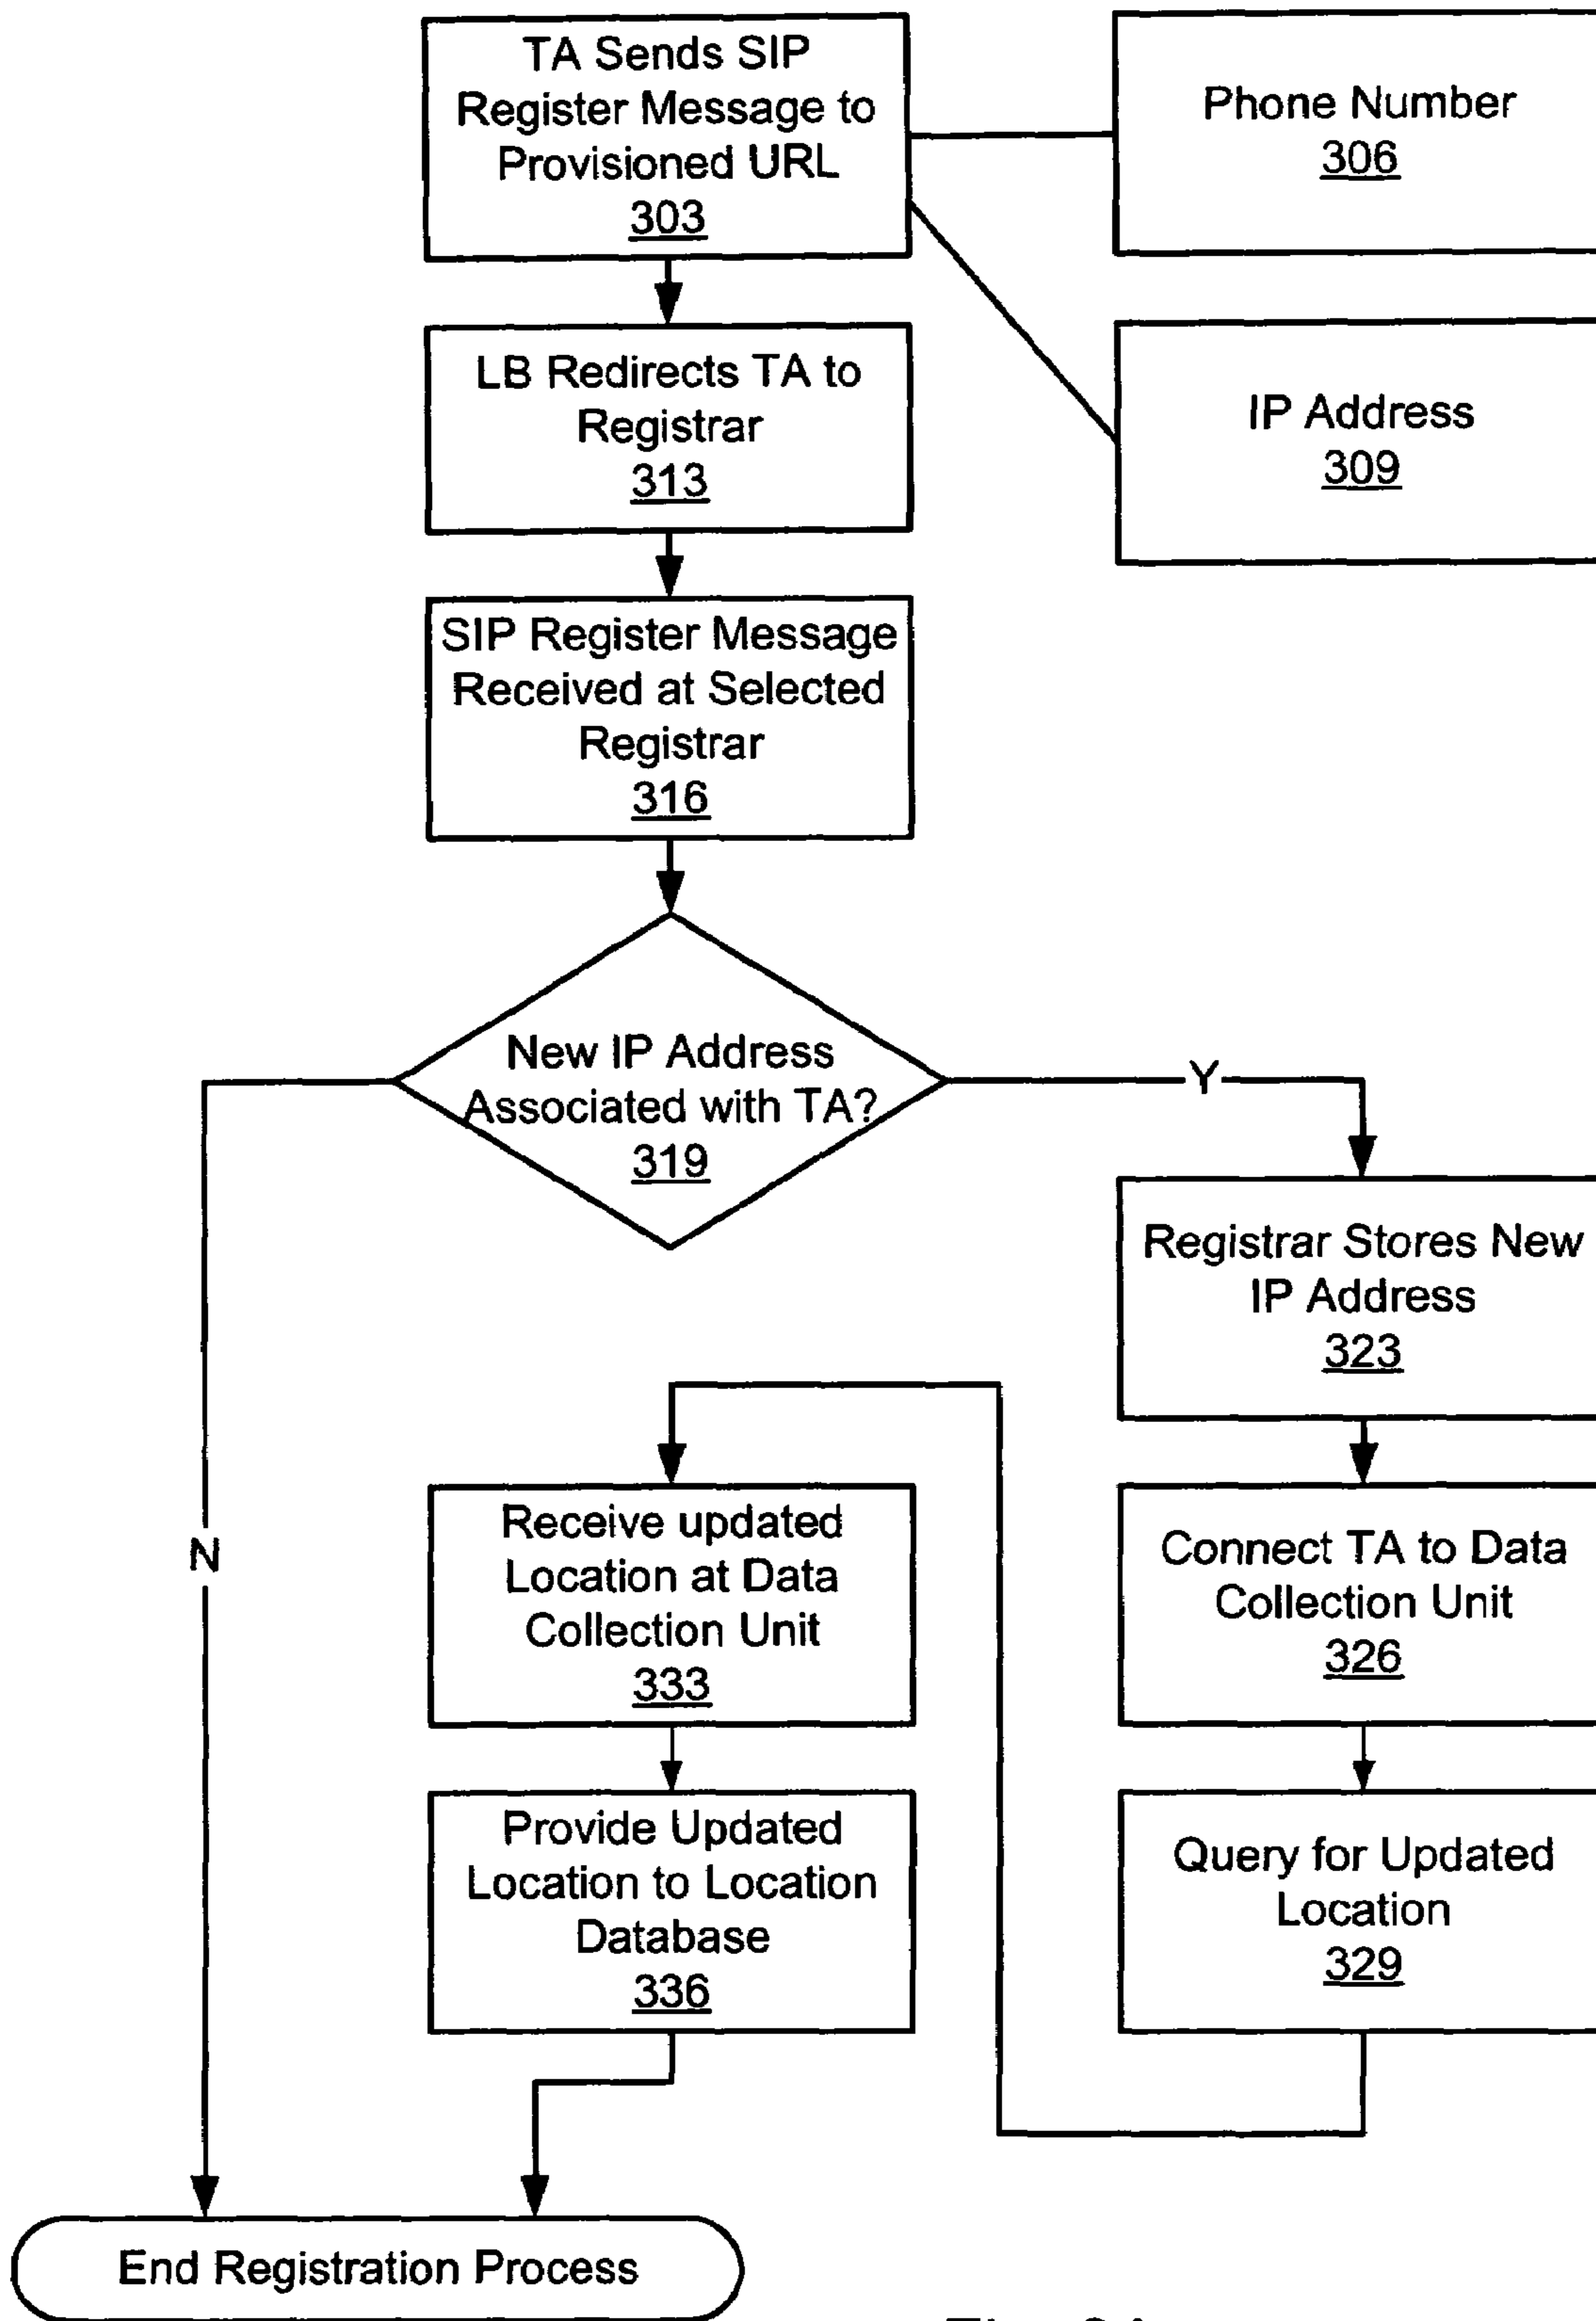 TA Sends SIP
Register Message to
Provisioned URL
303
Phone Number
306
IP Address
309
LB Redirects TA to
Registrar
313
SIP Register Message
Received at Selected
Registrar
316
New IP Address
Associated with TA?
319
Y
N
Registrar Stores New
IP Address
323
Connect TA to Data
Collection Unit
326
Query for Updated
Location
329
Receive updated
Location at Data
Collection Unit
333
Provide Updated
Location to Location
Database
336
End Registration Process